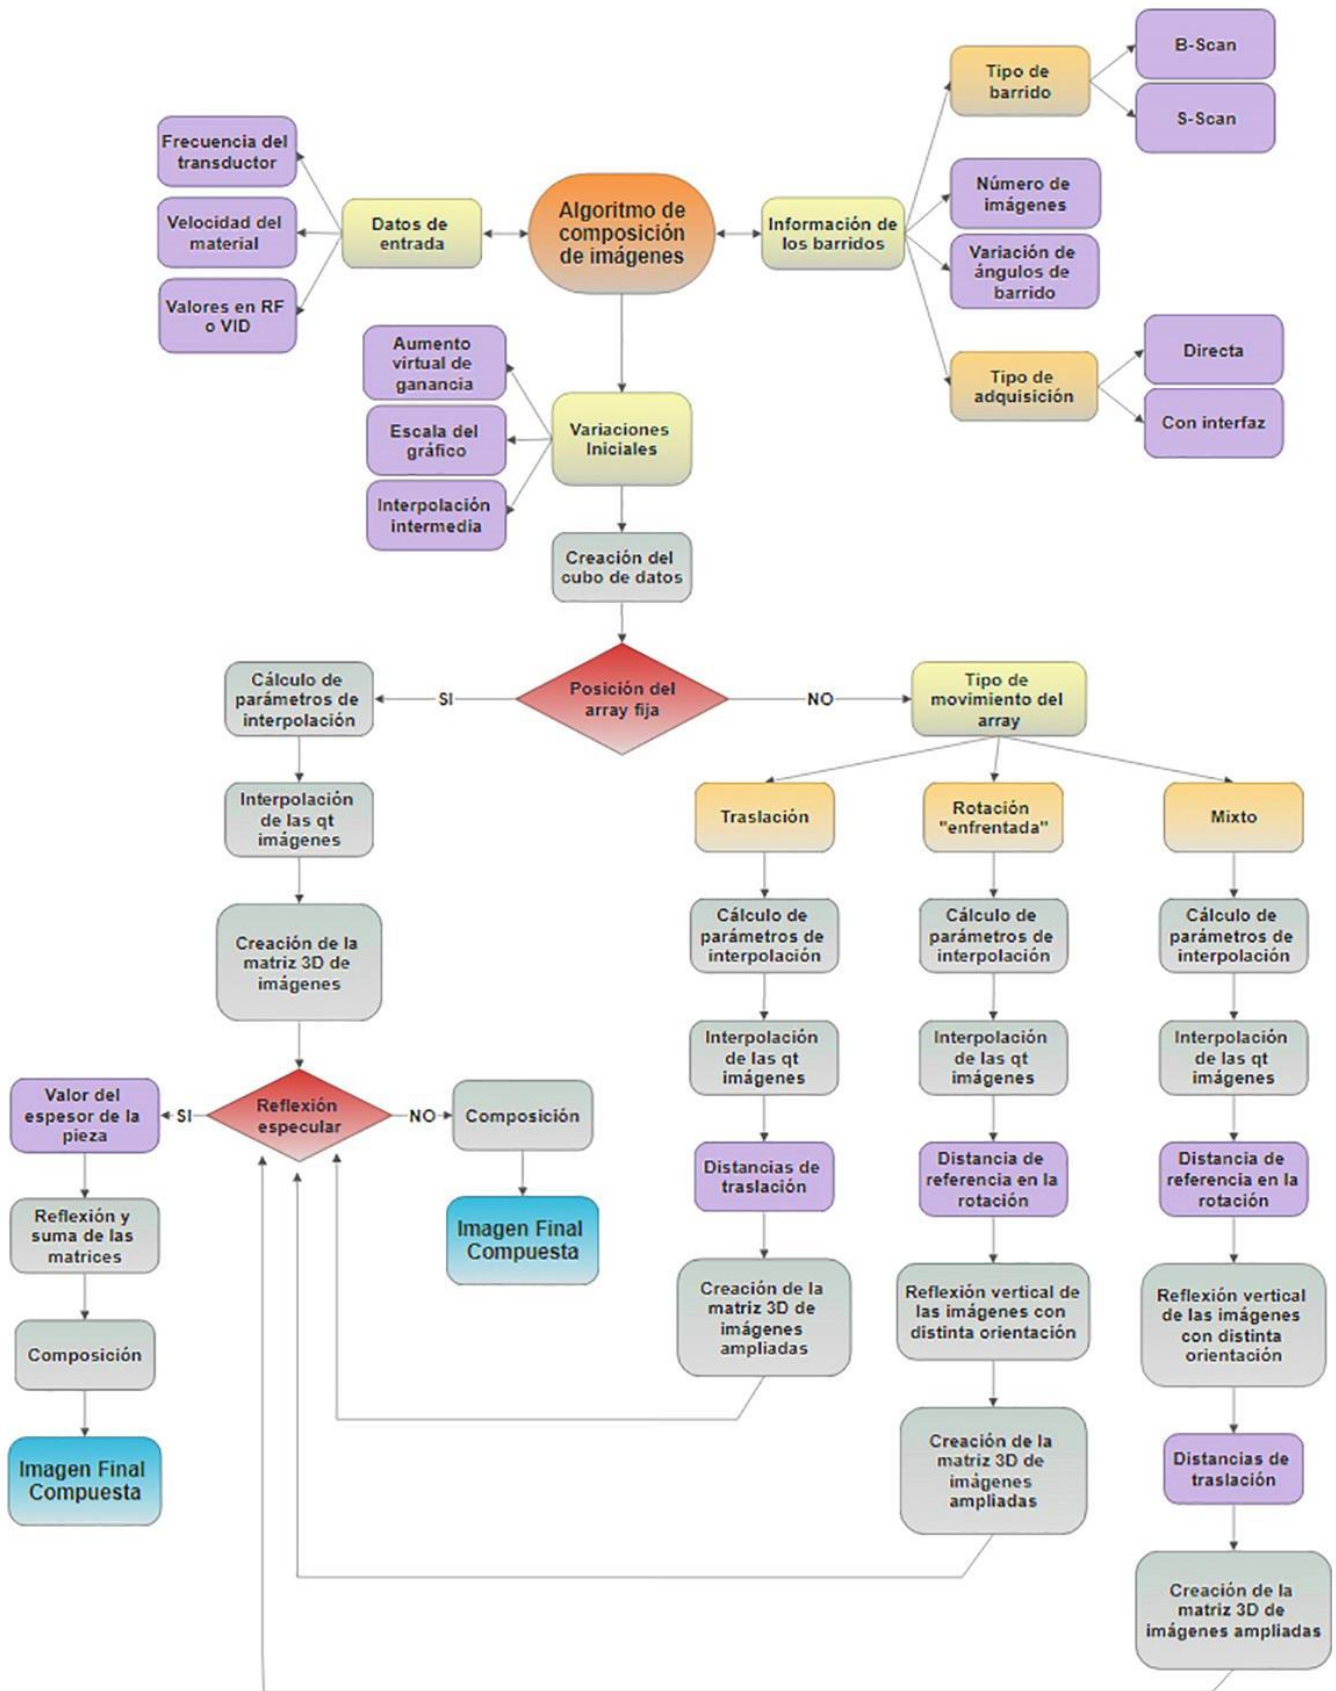 B-Scan
Tipo de
barrido
S-Scan
Frecuencia del
transductor
Velocidad del
material
Valores en RF
o VID
Datos de
entrada
Algoritmo de
composición
de imágenes
Información de
los barridos
Número de
imágenes
Variación de
ángulos de
barrido
Tipo de
adquisición
Directa
Con interfaz
Aumento
virtual de
ganancia
Escala del
gráfico
Interpolación
intermedia
Variaciones
Iniciales
Creación del
cubo de datos
Posición del
array fija
SI
NO
Cálculo de
parámetros de
interpolación
Interpolación
de las qt
imágenes
Creación de la
matriz 3D de
imágenes
Reflexión
especular
SI
NO
Valor del
espesor de la
pieza
Reflexión y
suma de las
matrices
Composición
Imagen Final
Compuesta
Composición
Imagen Final
Compuesta
Tipo de
movimiento del
array
Traslación
Cálculo de
parámetros de
interpolación
Interpolación
de las qt
imágenes
Distancias de
traslación
Creación de la
matriz 3D de
imágenes
ampliadas
Rotación
"enfrentada"
Cálculo de
parámetros de
interpolación
Interpolación
de las qt
imágenes
Distancia de
referencia en la
rotación
Reflexión vertical de
las imágenes con
distinta orientación
Creación de la
matriz 3D de
imágenes
ampliadas
Mixto
Cálculo de
parámetros de
interpolación
Interpolación
de las qt
imágenes
Distancia de
referencia en la
rotación
Reflexión vertical
de las imágenes
con distinta
orientación
Distancias de
traslación
Creación de la
matriz 3D de
imágenes ampliadas